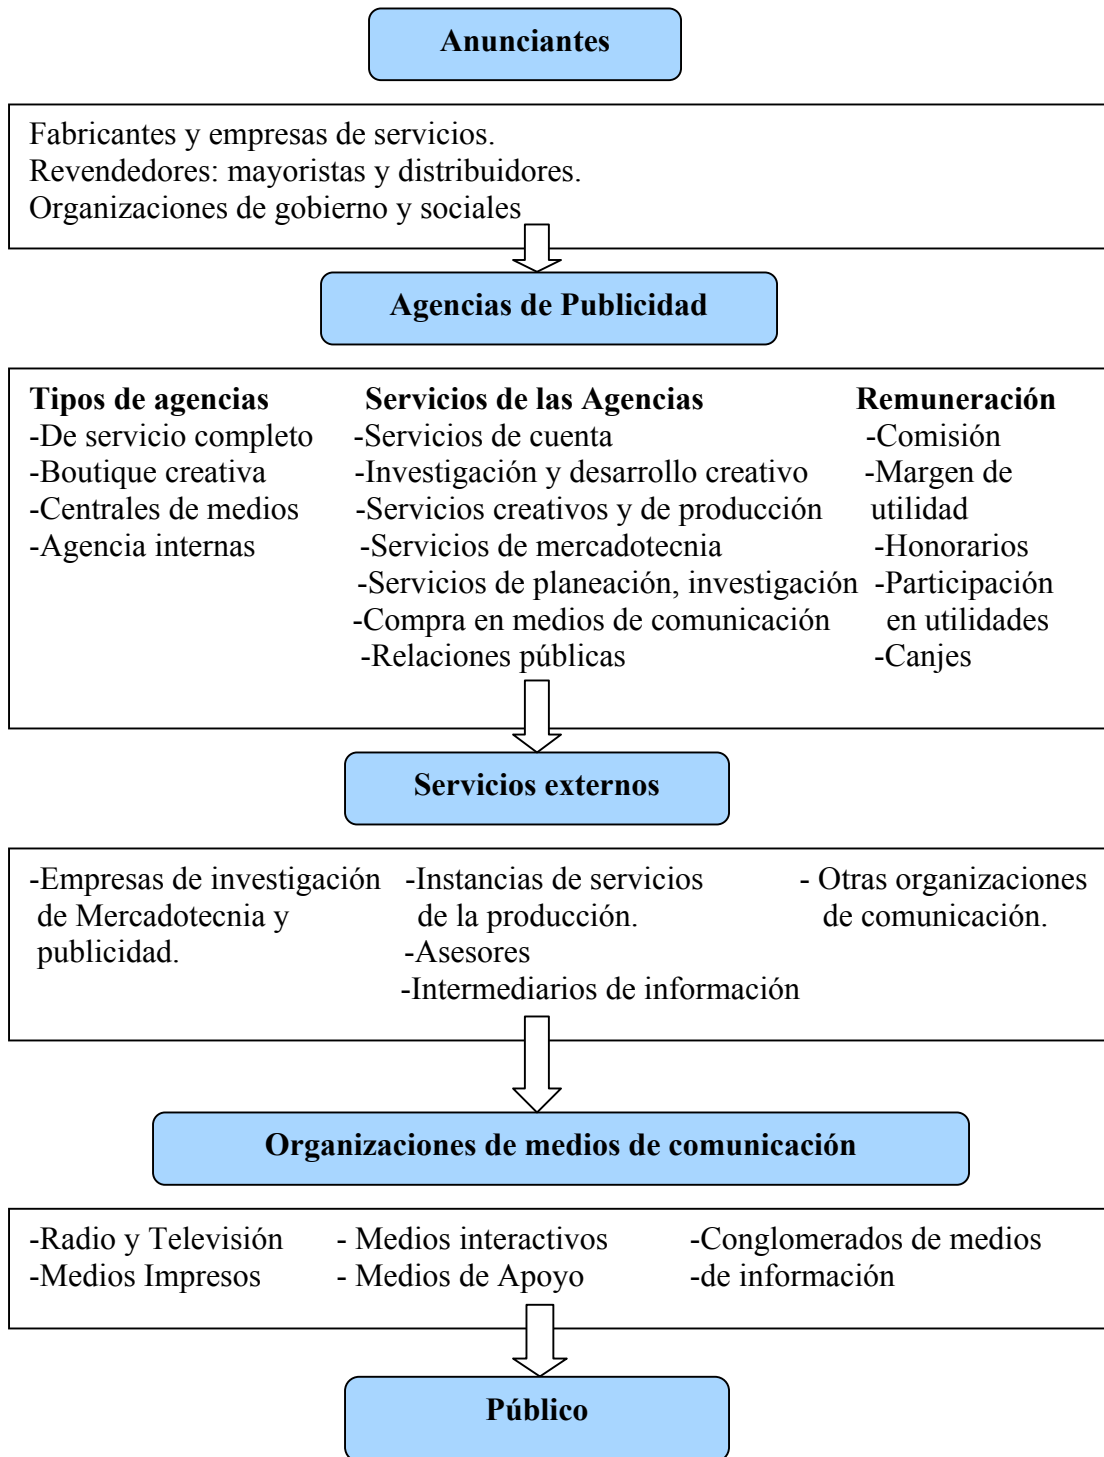 Anunciantes
Fabricantes y empresas de servicios.
Revendedores: mayoristas y distribuidores.
Organizaciones de gobierno y sociales
Agencias de Publicidad
Tipos de agencias Servicios de las Agencias Remuneración
-De servicio completo -Servicios de cuenta -Comisión
-Boutique creativa -Investigación y desarrollo creativo -Margen de
-Centrales de medios -Servicios creativos y de producción utilidad
-Agencia internas -Servicios de mercadotecnia -Honorarios
-Servicios de planeación, investigación -Participación
-Compra en medios de comunicación en utilidades
-Relaciones públicas -Canjes
Servicios externos
-Empresas de investigación -Instancias de servicios - Otras organizaciones
de Mercadotecnia y de la producción. de comunicación.
publicidad. -Asesores
-Intermediarios de información
Organizaciones de medios de comunicación
-Radio y Televisión - Medios interactivos -Conglomerados de medios
-Medios Impresos - Medios de Apoyo -de información
Público